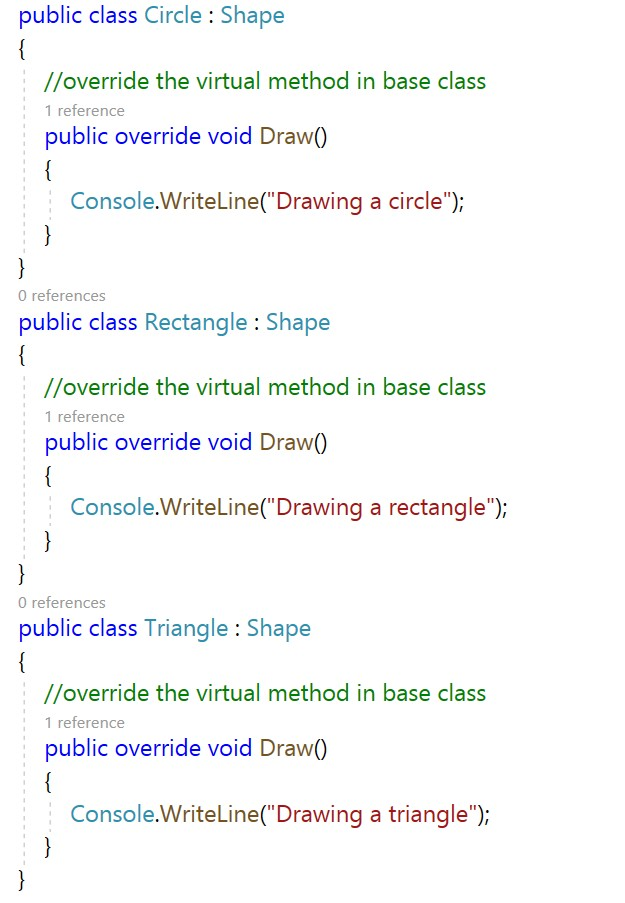 public class Circle : Shape
{
//override the virtual method in base class
1 reference
public override void Draw()
{
Console.WriteLine("Drawing a circle");
}
}
0 references
public class Rectangle : Shape
{
//override the virtual method in base class
1 reference
public override void Draw()
{
Console.WriteLine("Drawing a rectangle");
}
}
0 references
public class Triangle : Shape
{
//override the virtual method in base class
1 reference
public override void Draw()
{
Console.WriteLine("Drawing a triangle");
}
}